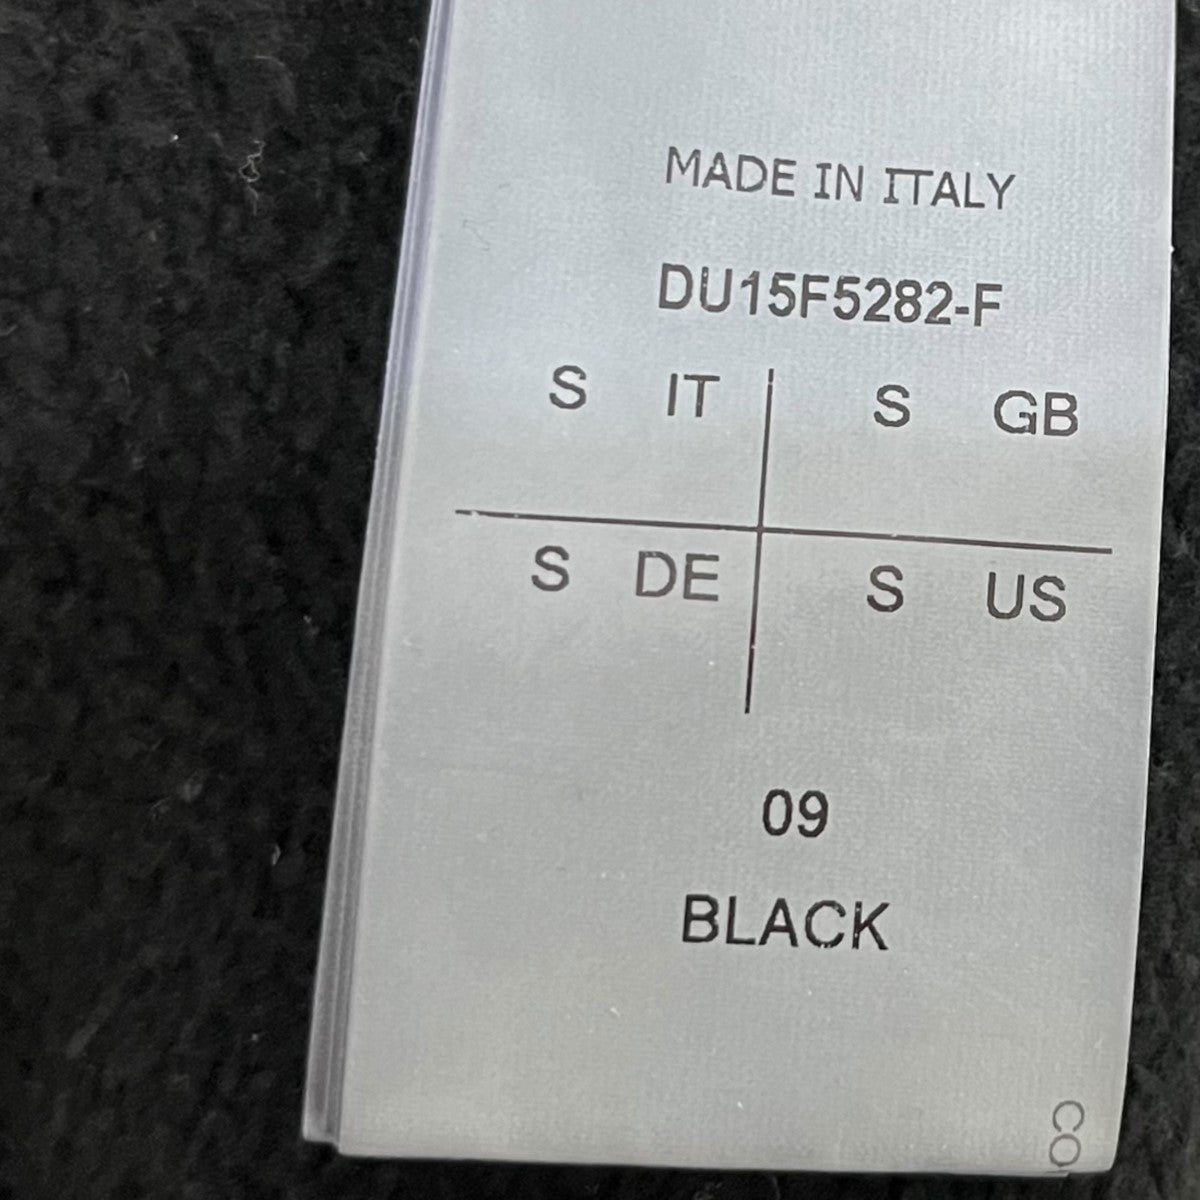 MADE IN ITALY
DU15F5282-F
S IT S GB
S DE S US
09
BLACK